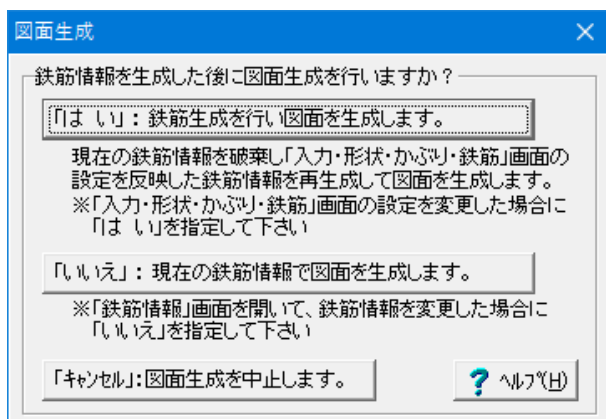 図面生成
鉄筋情報を生成した後に図面生成を行いますか?
「は い」: 鉄筋生成を行い図面を生成します。
現在の鉄筋情報を破棄し「入力・形状・かぶり・鉄筋」画面の
設定を反映した鉄筋情報を再生成して図面を生成します。
※「入力・形状・かぶり・鉄筋」画面の設定を変更した場合に
「は い」を指定して下さい
「いいえ」: 現在の鉄筋情報で図面を生成します。
※「鉄筋情報」画面を開いて、鉄筋情報を変更した場合に
「いいえ」を指定して下さい
「キャンセル」:図面生成を中止します。
? ヘルプ(H)